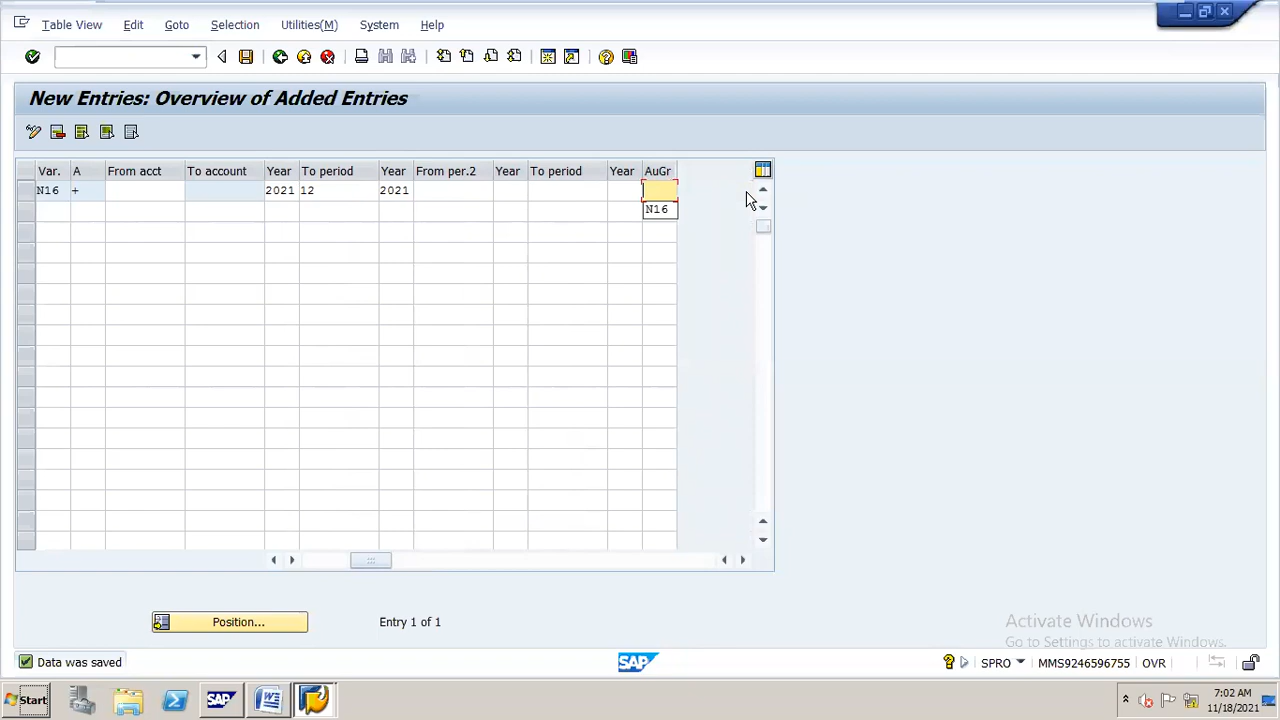 Table View Edit Goto Selection Utilities(M) System Help
New Entries: Overview of Added Entries
Var. A From acct To account Year To period Year From per.2 Year To period Year AuGr
N16 + 2021 12 2021
N16
Position... Entry 1 of 1
Activate Windows
Go to Settings to activate Windows.
Data was saved SAP SPRO MMS9246596755 OVR
Start SAP 7:02 AM
11/18/2021